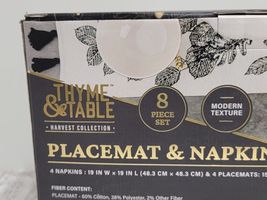 THYME
& TABLE
HARVEST COLLECTION
8
PIECE
SET
MODERN
TEXTURE
PLACEMAT & NAPKIN
4 NAPKINS : 19 IN W × 19 IN L (48.3 CM × 48.3 CM) & 4 PLACEMATS: 15
FIBER CONTENT:
PLACEMAT - 60% Cotton, 38% Polyester, 2% Other Fiber